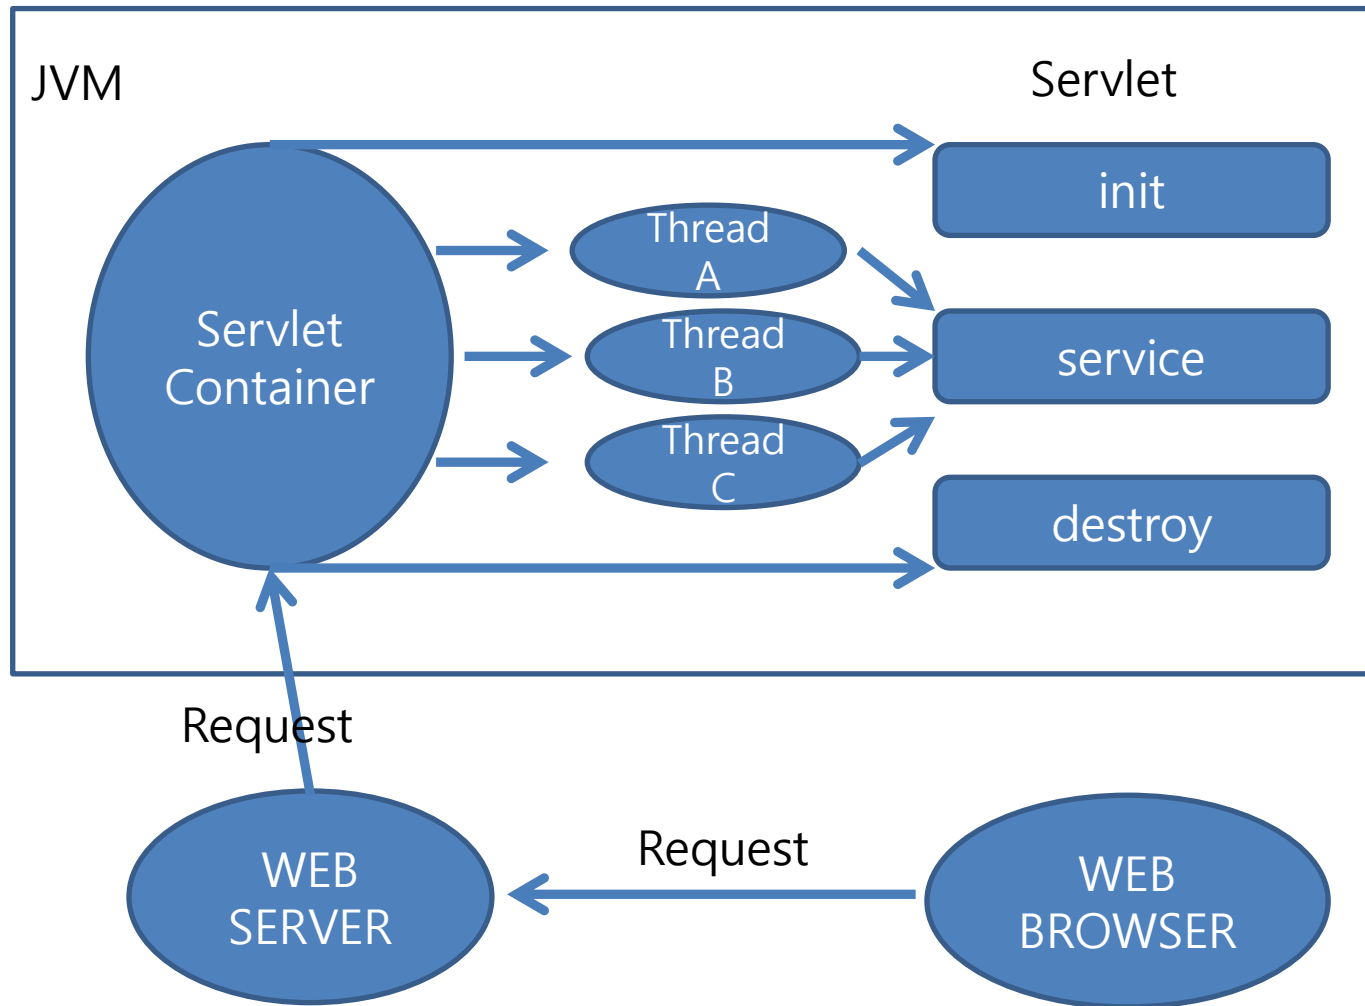 JVM
Servlet
init
Thread
A
Servlet
Container
Thread
B
service
Thread
C
destroy
Request
Request
WEB
SERVER
WEB
BROWSER